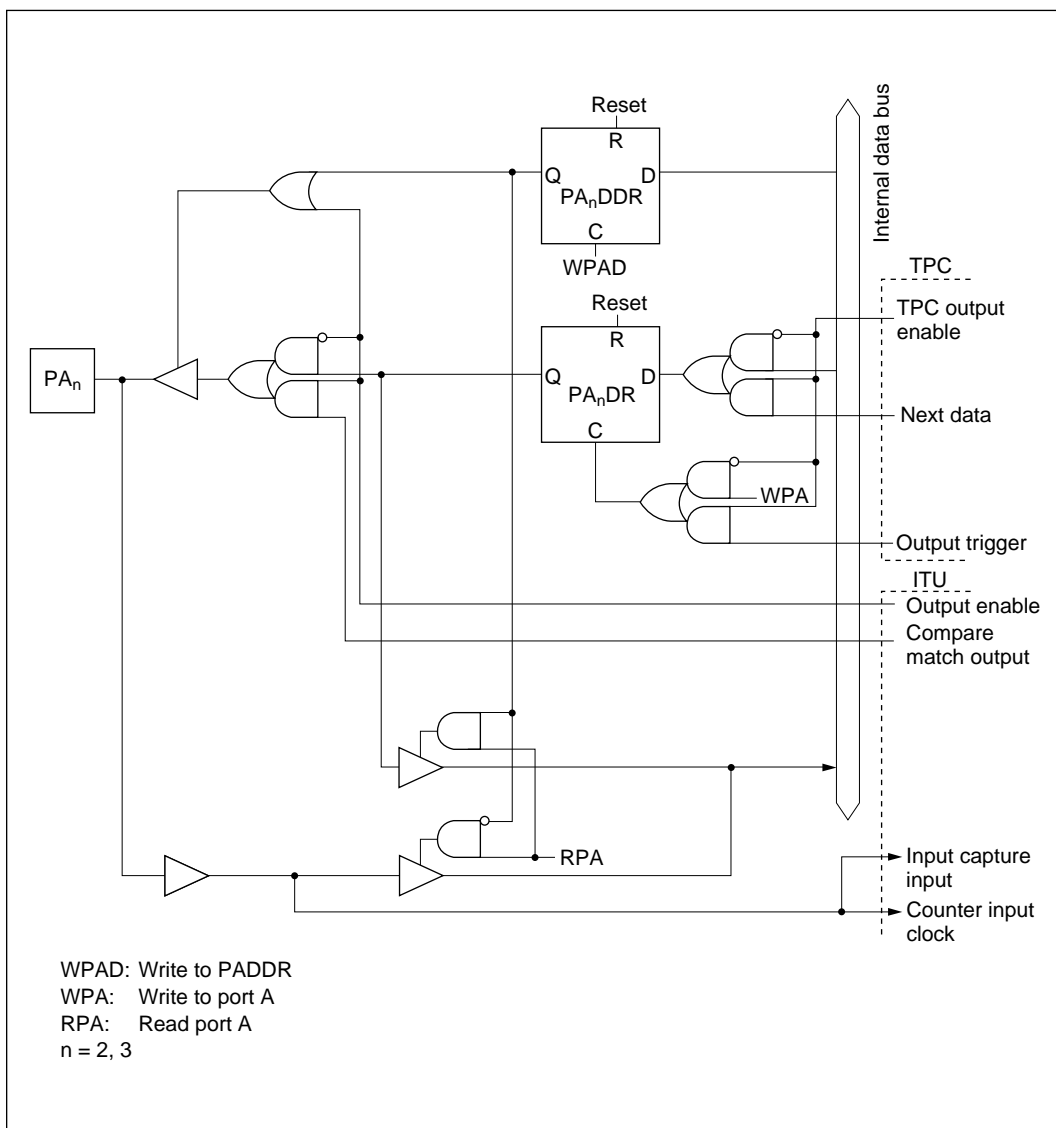 Reset
R
Q
D
PAnDDR
C
WPAD
Internal data bus
TPC
TPC output
enable
Reset
R
Q
D
PAnDR
C
PAn
Next data
WPA
Output trigger
ITU
Output enable
Compare
match output
RPA
Input capture
input
Counter input
clock
WPAD: Write to PADDR
WPA: Write to port A
RPA: Read port A
n = 2, 3